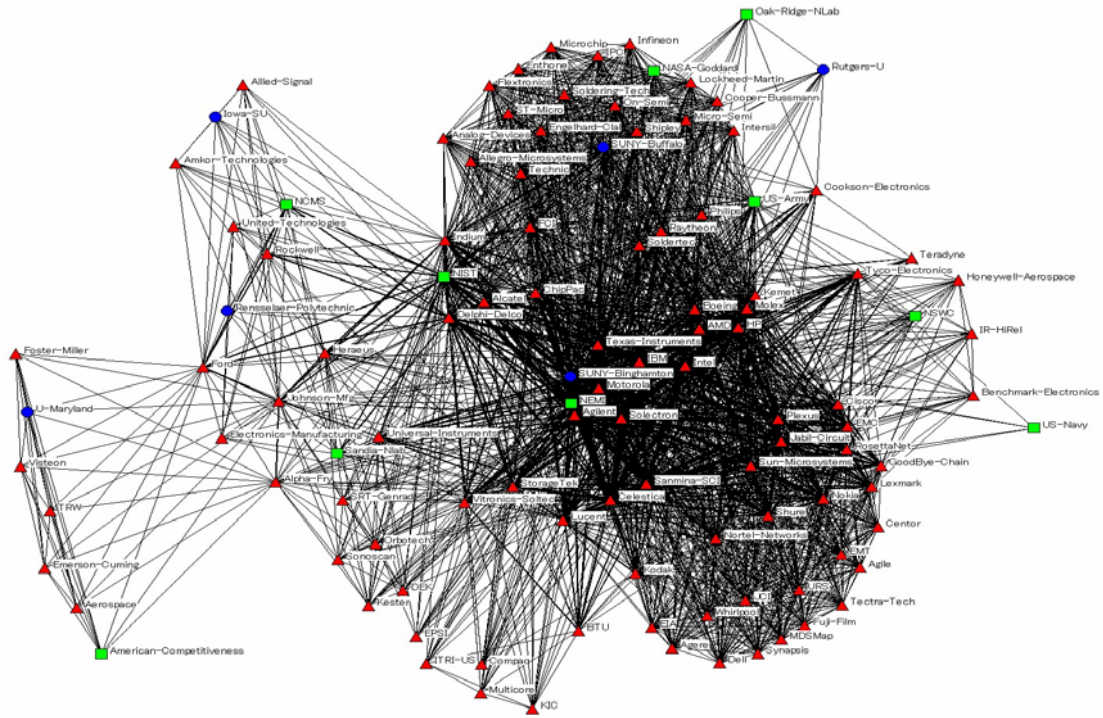 Oak-Ridge-NLab
Microchip
Infineon
IPC
NASA-Goddard
Rutgers-U
Enthone
Allied-Signal
Flextronics
Lockheed-Martin
Soldering-Tech
Cooper-Bussmann
On-Semi
ST-Micro
Iowa-SU
Micro-Semi
Engelhard-Clal
Shipley
Intersil
Analog-Devices
SUNY-Buffalo
Amkor-Technologies
Allegro-Microsystems
Technic
Cookson-Electronics
US-Army
NCMS
Philips
United-Technologies
FCI
Raytheon
Indium
Soldertec
Rockwell
Teradyne
NIST
Tyco-Electronics
Honeywell-Aerospace
ChipPac
Kemet
Alcatel
Rensselaer-Polytechnic
Boeing
Molex
NSWC
Delphi-Delco
AMD
HP
IR-HiRel
Texas-Instruments
Foster-Miller
Heraeus
IBM
Intel
Ford
SUNY-Binghamton
Motorola
Benchmark-Electronics
Johnson-Mfg
NEMI
Cisco
U-Maryland
Agilent
Solectron
Plexus
EMC
US-Navy
Electronics-Manufacturing
Universal-Instruments
Jabil-Circuit
RosettaNet
Sandia-Nlab
Visteon
Sun-Microsystems
GoodBye-Chain
Alpha-Fry
StorageTek
Sanmina-SCI
Lexmark
SRT-Genrad
Vitronics-Soltec
Celestica
Nokia
TRW
Lucent
Shure
Centor
Orbotech
Nortel-Networks
Sonoscan
EMT
Emerson-Cuming
Kodak
Agile
DEK
URS
Aerospace
Kester
JCI
Tectra-Tech
Whirlpool
EIA
Fuji-Film
EPSI
BTU
MDSMap
Agere
American-Competitiveness
Synapsis
ITRI-US
Compaq
Dell
Multicore
KIC